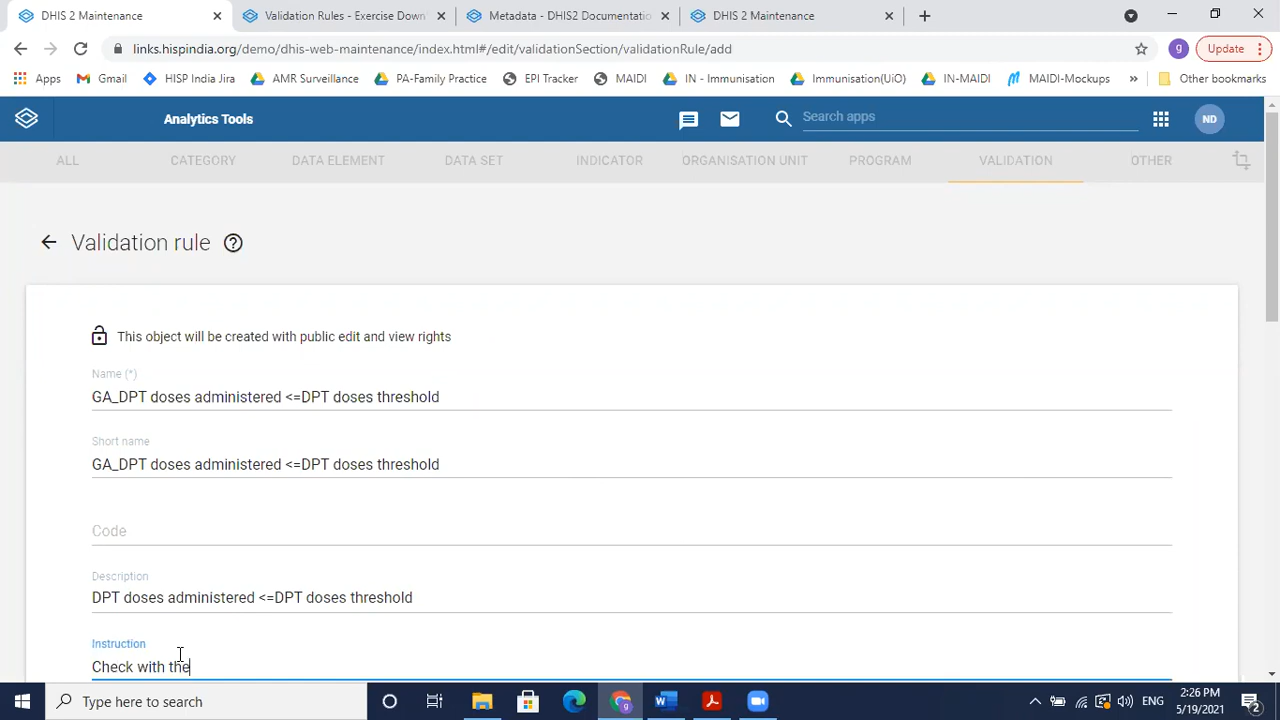 DHIS 2 Maintenance
Validation Rules - Exercise Down
Metadata - DHIS2 Documentatio
DHIS 2 Maintenance
links.hispindia.org/demo/dhis-web-maintenance/index.html#/edit/validationSection/validationRule/add
g
Update
Apps
Gmail
HISP India Jira
AMR Surveillance
PA-Family Practice
EPI Tracker
MAIDI
IN - Immunisation
Immunisation(UiO)
IN-MAIDI
MAIDI-Mockups
»
Other bookmarks
Analytics Tools
Search apps
ND
ALL
CATEGORY
DATA ELEMENT
DATA SET
INDICATOR
ORGANISATION UNIT
PROGRAM
VALIDATION
OTHER
Validation rule
This object will be created with public edit and view rights
Name (*)
GA_DPT doses administered <=DPT doses threshold
Short name
GA_DPT doses administered <=DPT doses threshold
Code
Description
DPT doses administered <=DPT doses threshold
Instruction
Check with the
Type here to search
g
ENG
2:26 PM
5/19/2021
2